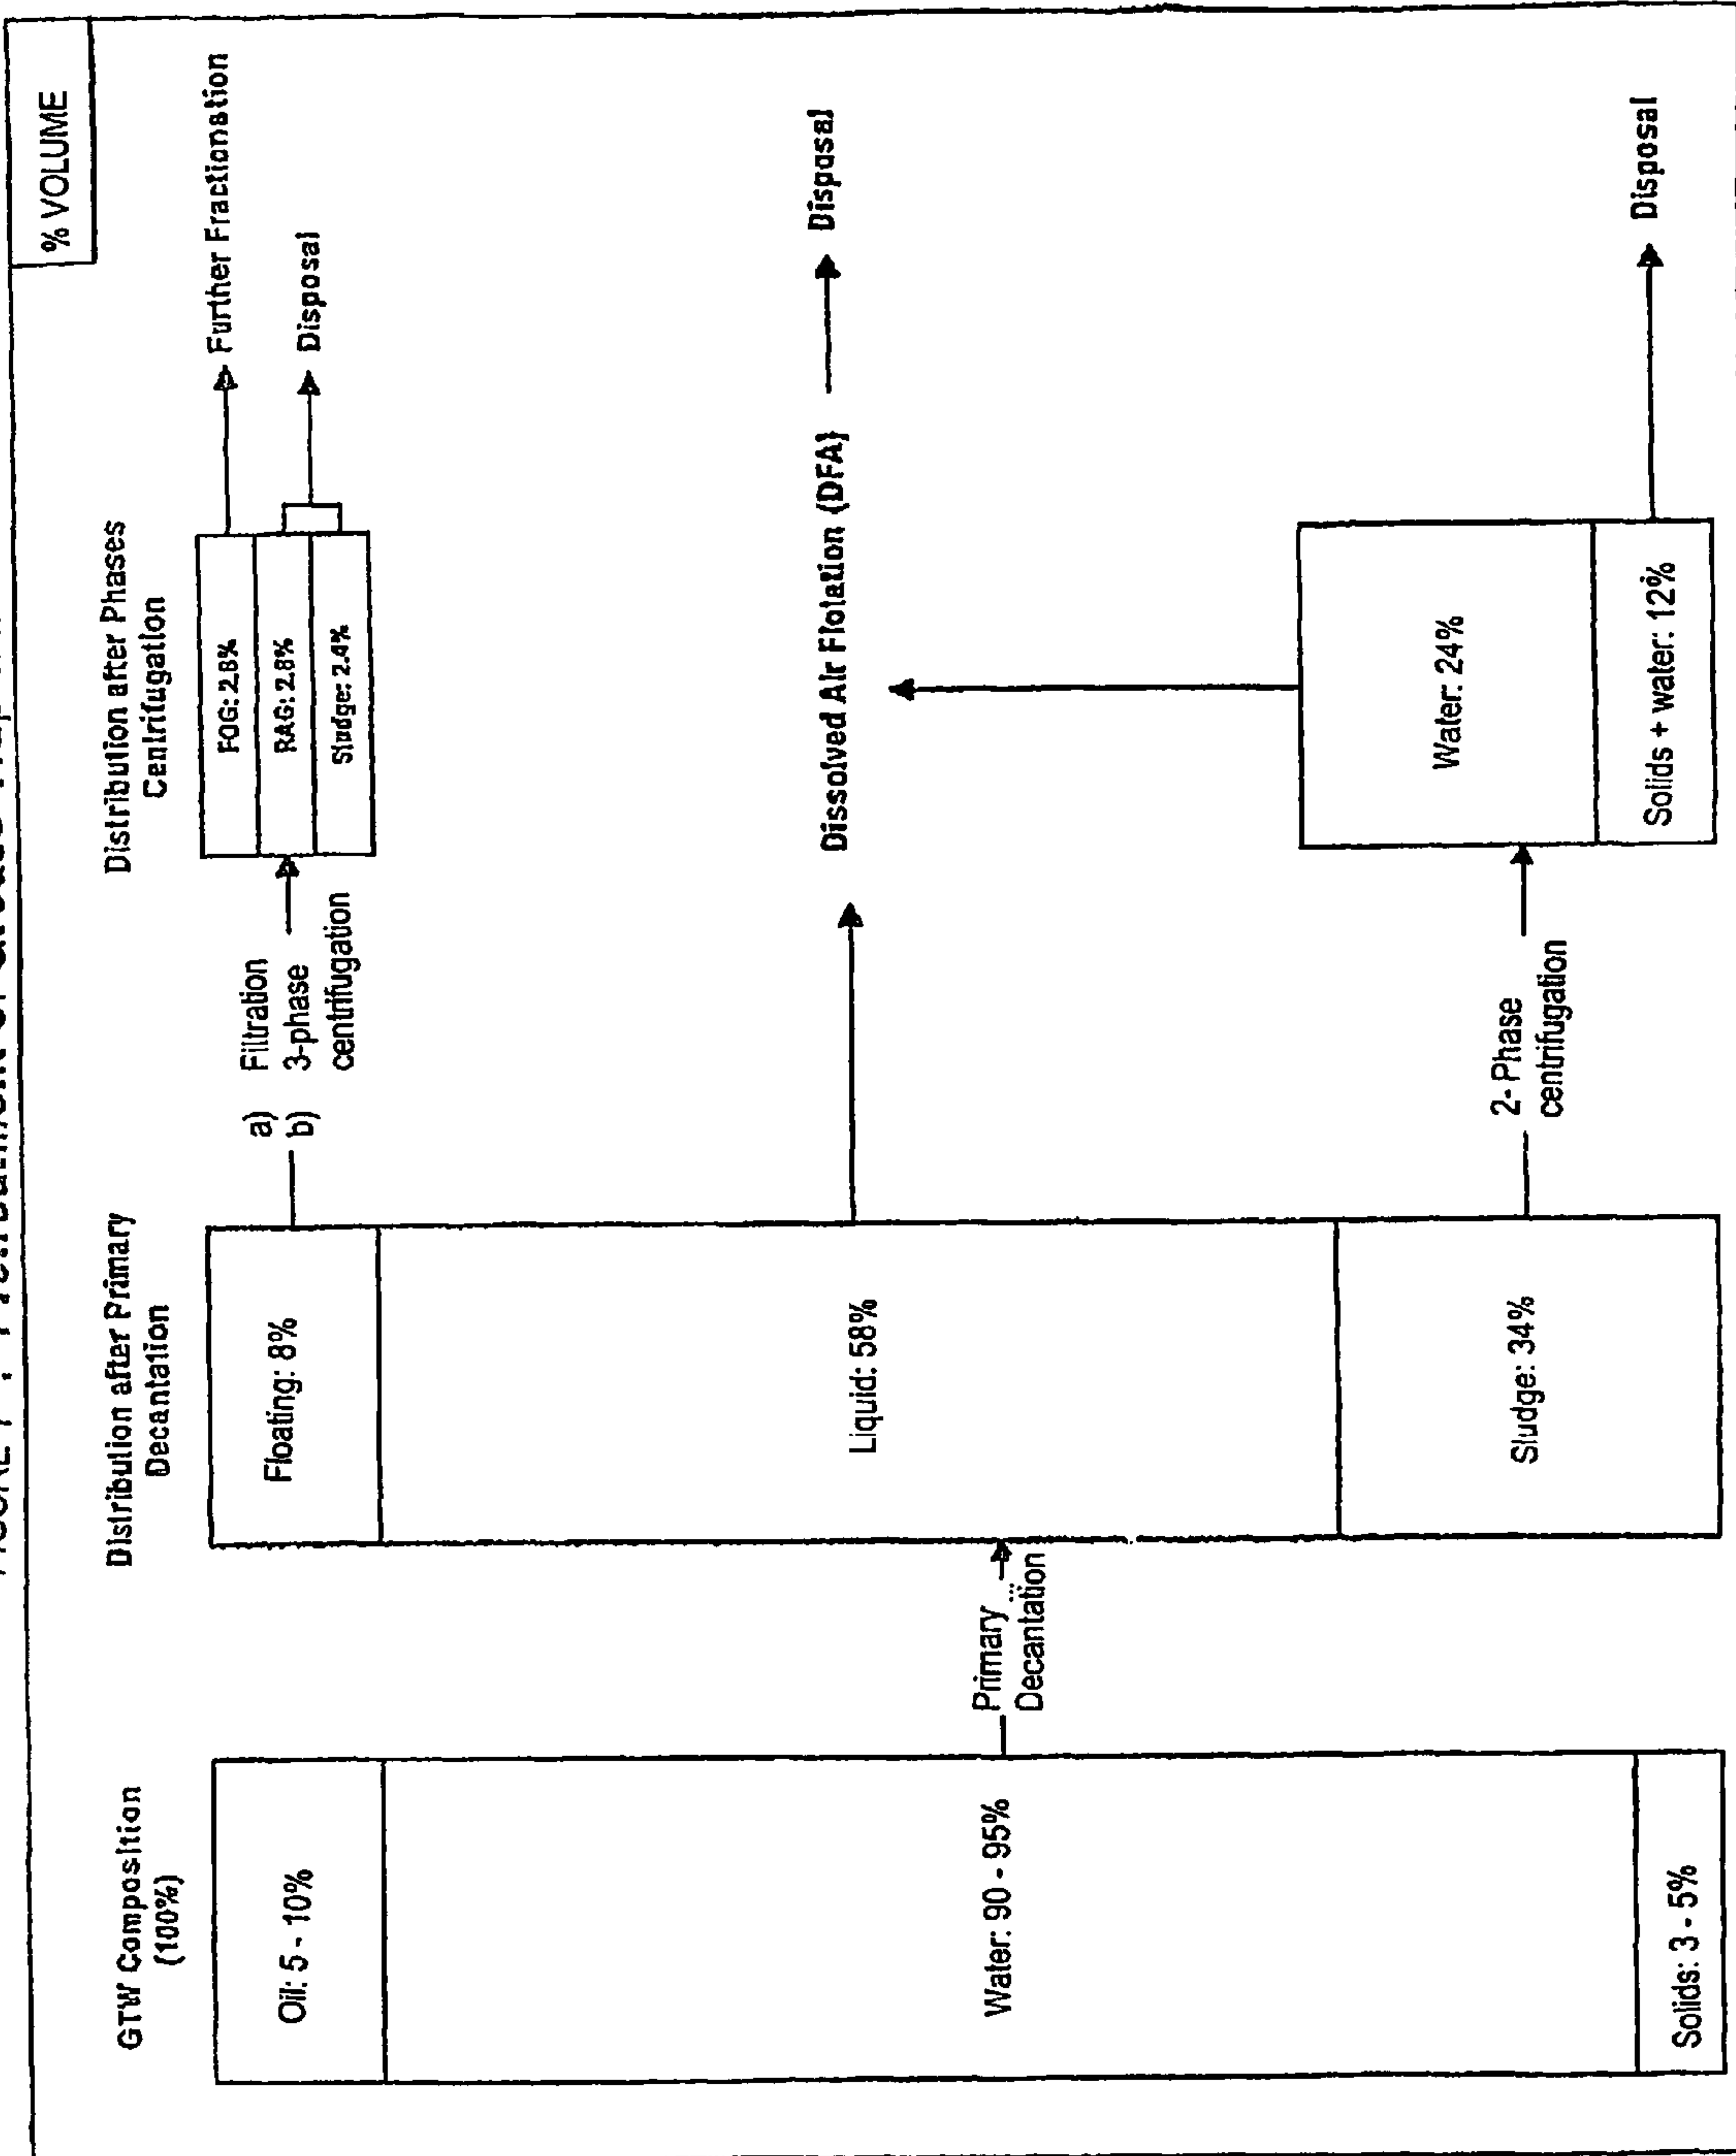 % VOLUME
GTW Composition
(100%)
Oil: 5 - 10%
Water: 90 - 95%
Solids: 3 - 5%
Primary
Decantation
Distribution after Primary
Decantation
Floating: 8%
Liquid: 58%
Sludge: 34%
a) Filtration
b) 3-phase
centrifugation
2- Phase
centrifugation
Distribution after Phases
Centrifugation
FOG: 2.8%
RAG: 2.8%
Sludge: 2.4%
Further Fractionation
Disposal
Dissolved Air Flotation (DFA)
Disposal
Water: 24%
Solids + water: 12%
Disposal